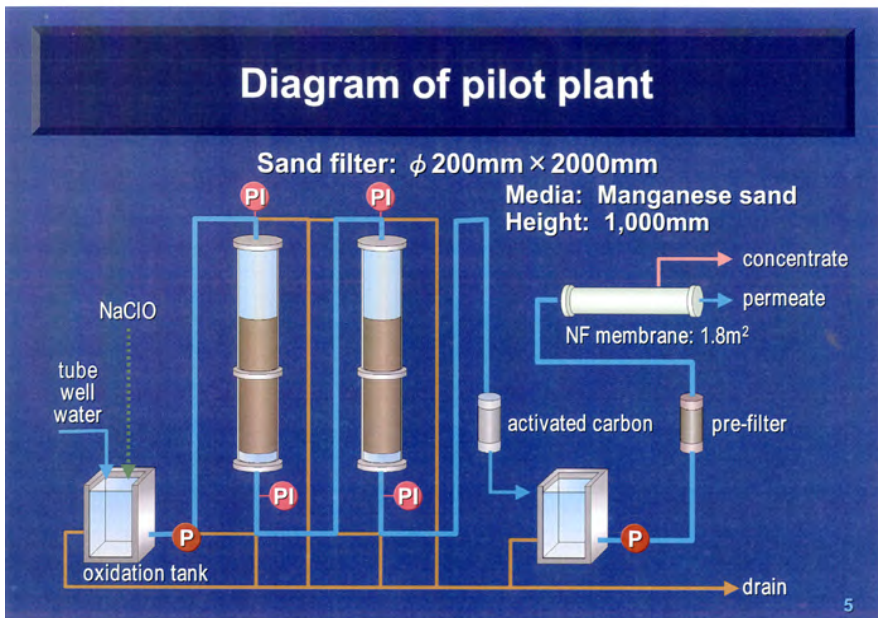 Diagram of pilot plant
Sand filter: ϕ 200mm × 2000mm
Media: Manganese sand
Height: 1,000mm
PI
PI
concentrate
permeate
NF membrane: 1.8m²
NaClO
tube
well
water
activated carbon
pre-filter
PI
PI
P
P
oxidation tank
drain
5